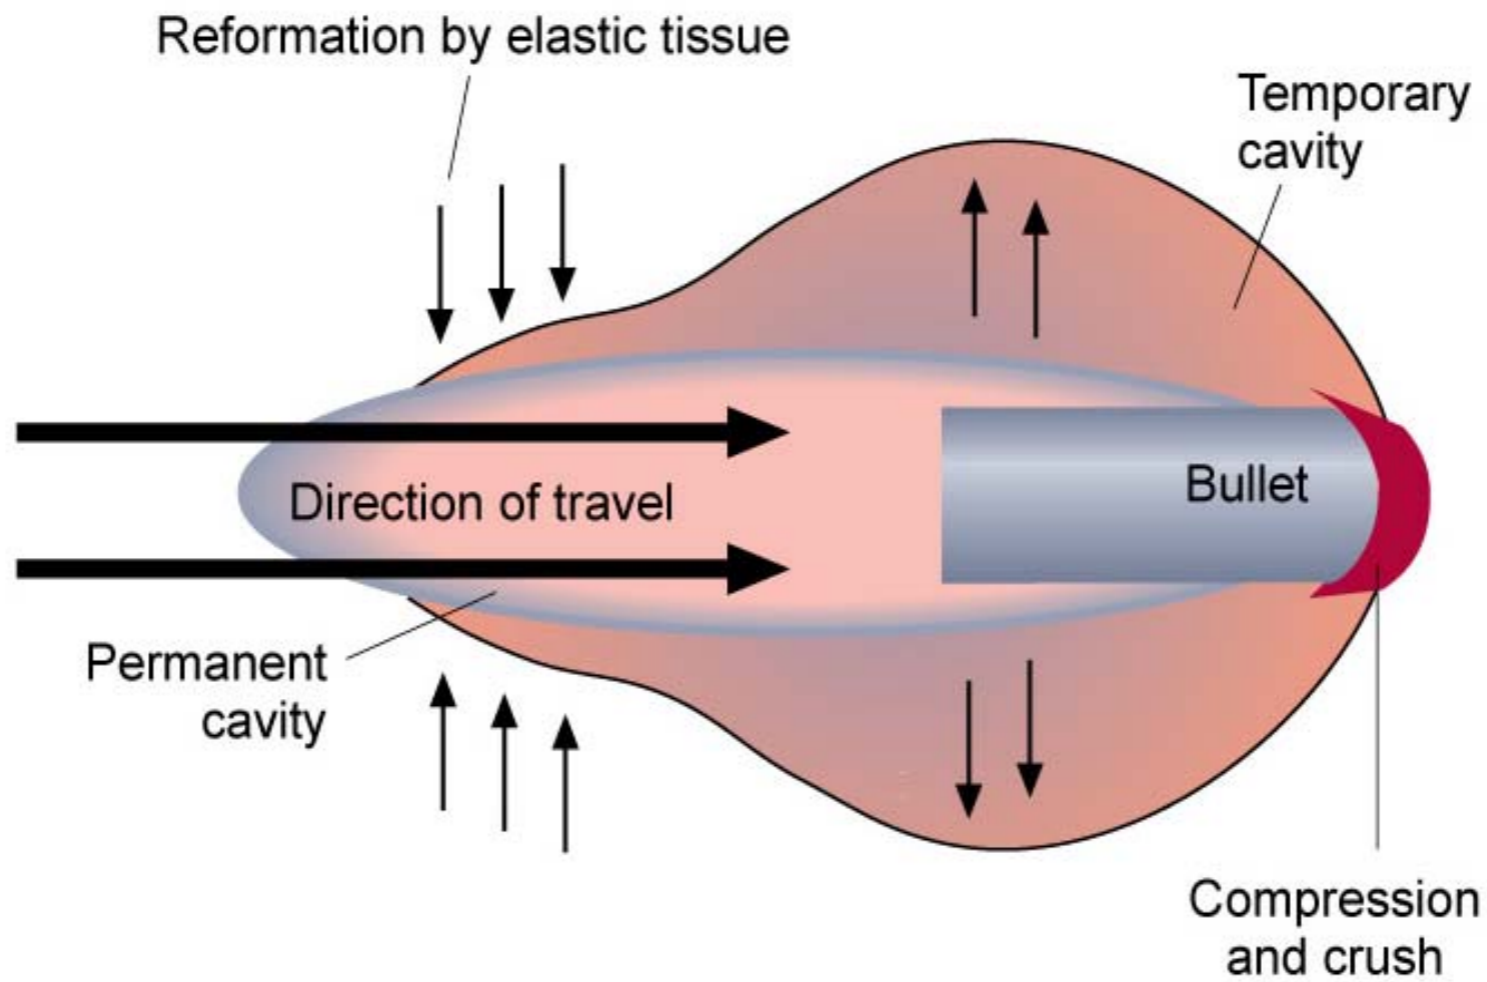 Reformation by elastic tissue
Temporary
cavity
Direction of travel
Bullet
Permanent
cavity
Compression
and crush